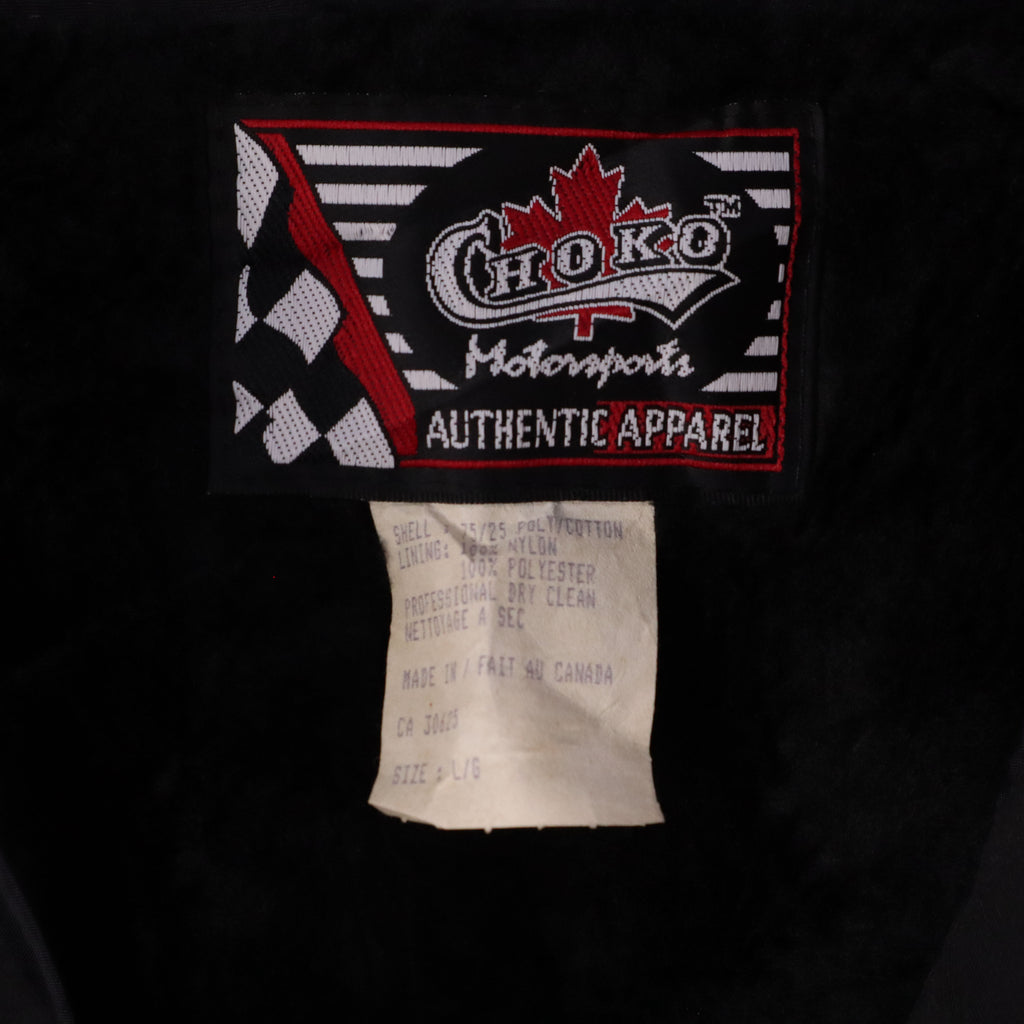 CHOKO™
Motorsports
AUTHENTIC APPAREL
SHELL : 75/25 POLY/COTTON
LINING: 100% NYLON
100% POLYESTER
PROFESSIONAL DRY CLEAN
NETTOYAGE A SEC
MADE IN / FAIT AU CANADA
CA
SIZE : L/G